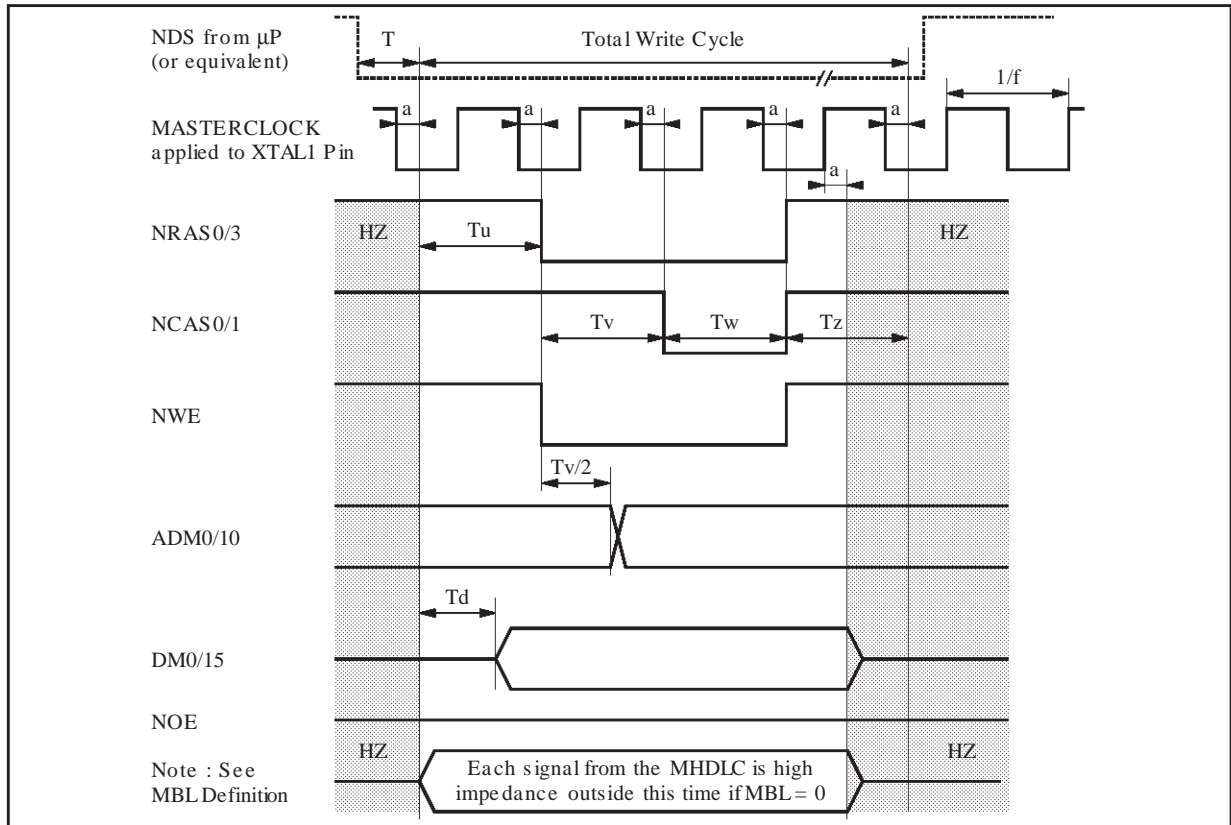 NDS from μP
(or equivalent)
T
Total Write Cycle
1/f
MASTERCLOCK
applied to XTAL1 Pin
a
a
a
a
a
a
NRAS0/3
HZ
Tu
HZ
NCAS0/1
Tv
Tw
Tz
NWE
Tv/2
ADM0/10
Td
DM0/15
NOE
HZ
HZ
Note : See
MBL Definition
Each signal from the MHDLC is high
impedance outside this time if MBL = 0